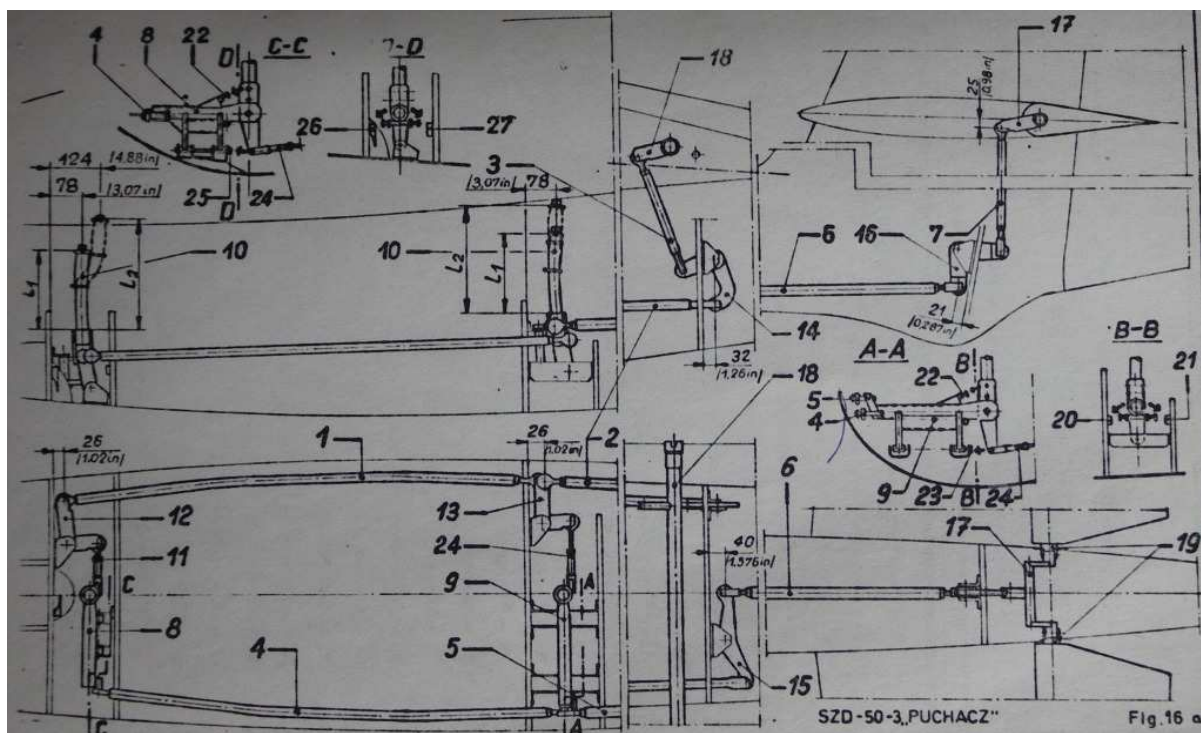 4 8 22 D C-C D-D
26 27
124 /4.88in/
78 /3,07in/
25 D 24
10
L1 L2
3
/3,07in/ 78
10 L2 L1
18
14
32
/1,26in/
18
17
25
/0,98in/
6 16 7
21
/0,287in/
A-A B B-B
22 21
5
4 20
9 23 B 24
26
/1.02in/
1
26
/1,02in/
2
12
13
11 24
C 9 A
8
4 5
C A
40
/1.576in/
15
6
17 19
SZD-50-3 „PUCHACZ" Fig.16 a